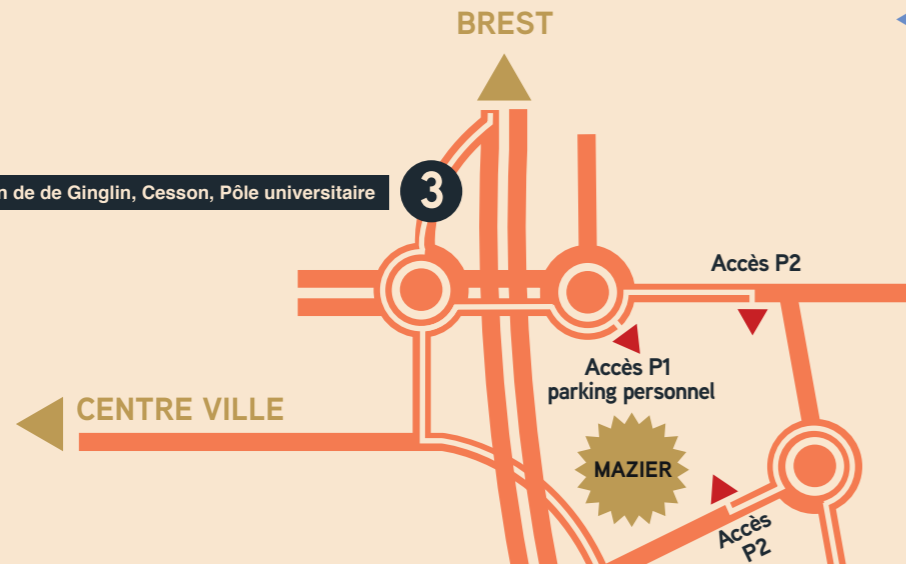 BREST
n de de Ginglin, Cesson, Pôle universitaire
3
Accès P2
Accès P1
parking personnel
CENTRE VILLE
MAZIER
Accès
P2